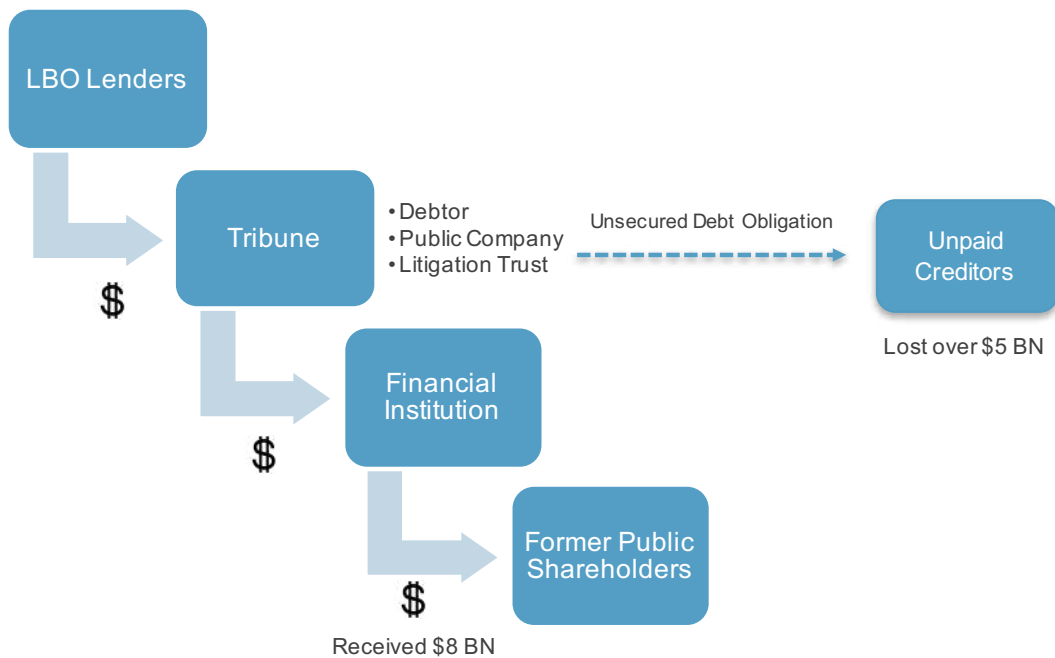 LBO Lenders
$
Tribune
•Debtor
•Public Company
•Litigation Trust
Unsecured Debt Obligation
Unpaid
Creditors
Lost over $5 BN
$
Financial
Institution
$
Received $8 BN
Former Public
Shareholders